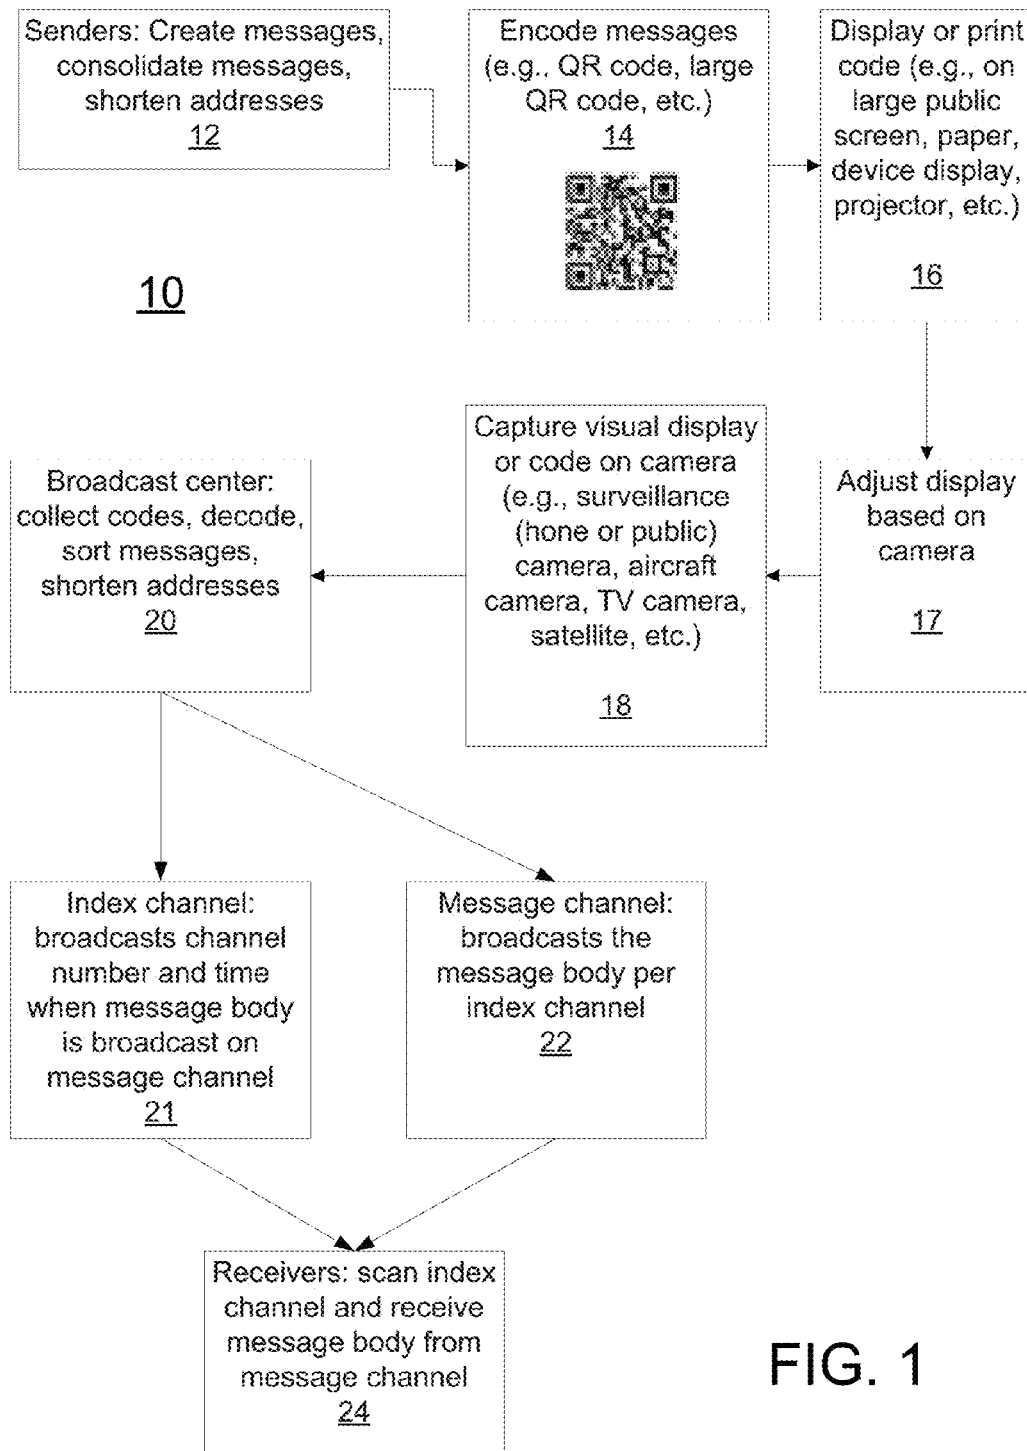 Senders: Create messages,
consolidate messages,
shorten addresses
12
Encode messages
(e.g., QR code, large
QR code, etc.)
14
Display or print
code (e.g., on
large public
screen, paper,
device display,
projector, etc.)
16
10
Adjust display
based on
camera
17
Capture visual display
or code on camera
(e.g., surveillance
(hone or public)
camera, aircraft
camera, TV camera,
satellite, etc.)
18
Broadcast center:
collect codes, decode,
sort messages,
shorten addresses
20
Index channel:
broadcasts channel
number and time
when message body
is broadcast on
message channel
21
Message channel:
broadcasts the
message body per
index channel
22
Receivers: scan index
channel and receive
message body from
message channel
24
FIG. 1